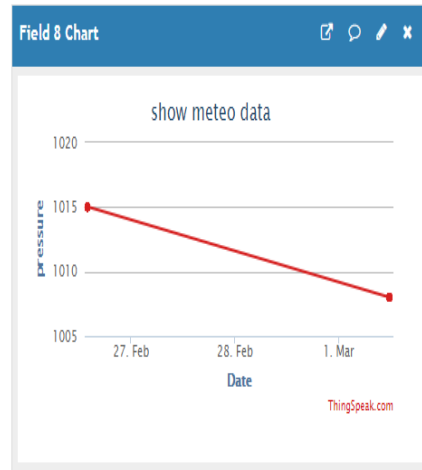 Field 8 Chart
show meteo data
1020
1015
1010
1005
pressure
27. Feb 28. Feb 1. Mar
Date
ThingSpeak.com